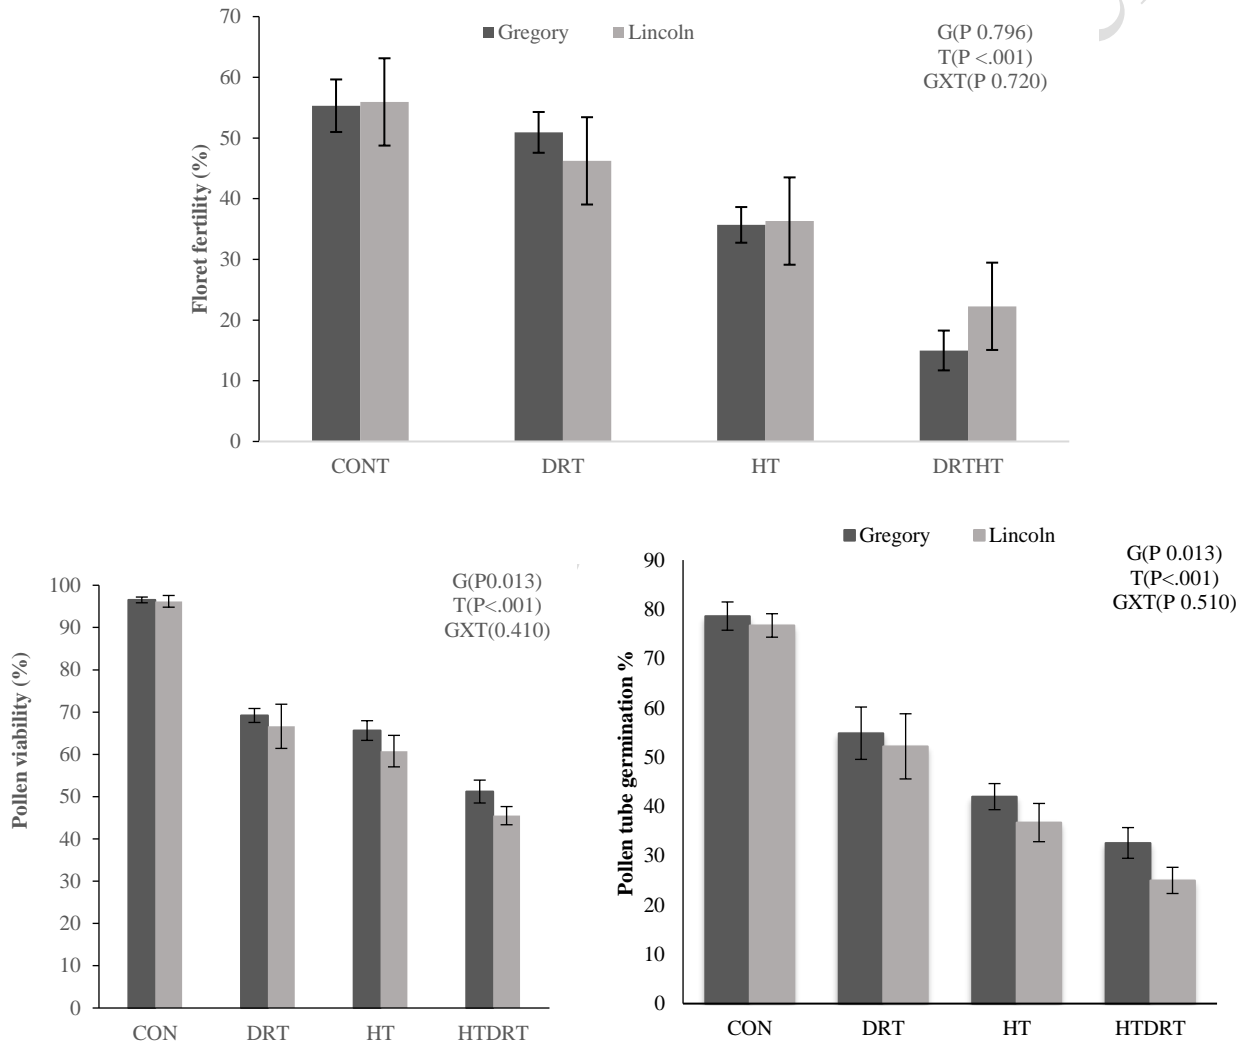 Gregory Lincoln
G(P 0.796)
T(P <.001)
GXT(P 0.720)
Floret fertility (%)
70
60
50
40
30
20
10
0
CONT DRT HT DRTHT
G(P0.013)
T(P<.001)
GXT(0.410)
Pollen viability (%)
100
90
80
70
60
50
40
30
20
10
0
CON DRT HT HTDRT
Gregory Lincoln
G(P 0.013)
T(P<.001)
GXT(P 0.510)
Pollen tube germination %
90
80
70
60
50
40
30
20
10
0
CON DRT HT HTDRT